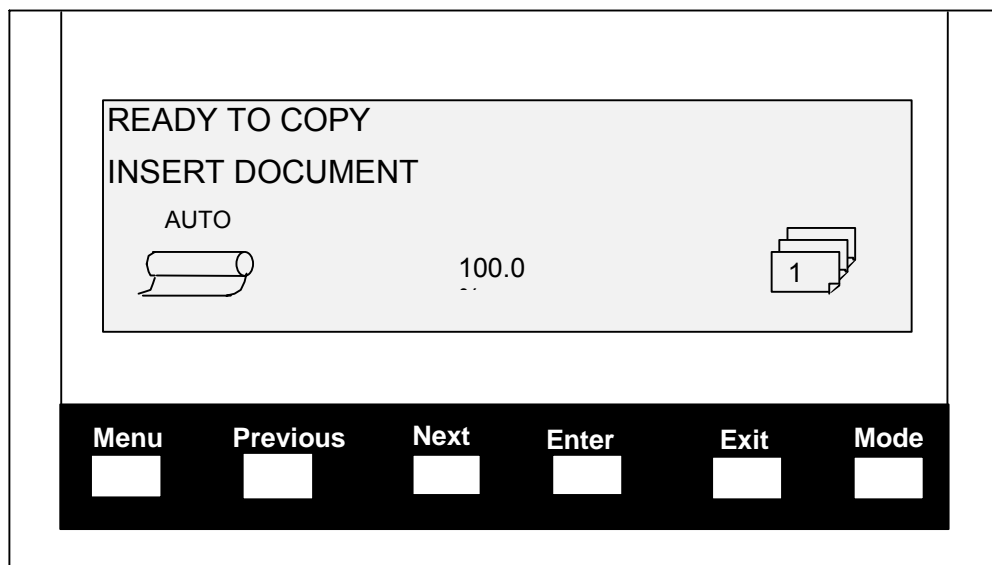 READY TO COPY
INSERT DOCUMENT
AUTO
100.0
1
Menu Previous Next Enter Exit Mode